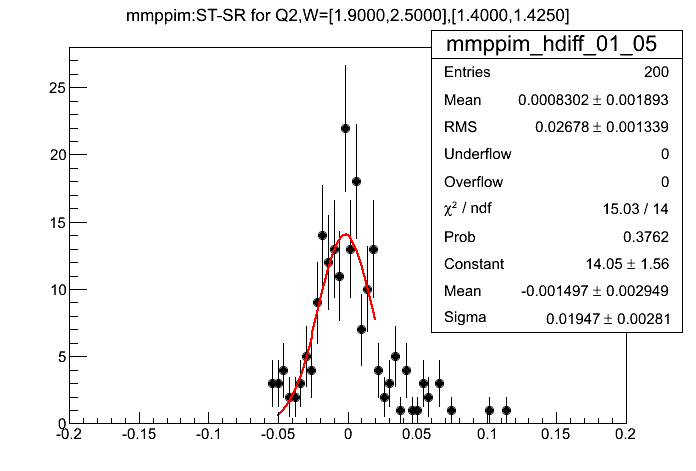 mmppim:ST-SR for Q2,W=[1.9000,2.5000],[1.4000,1.4250]
mmppim_hdiff_01_05
Entries 200
Mean 0.0008302 ± 0.001893
RMS 0.02678 ± 0.001339
Underflow 0
Overflow 0
χ² / ndf 15.03 / 14
Prob 0.3762
Constant 14.05 ± 1.56
Mean -0.001497 ± 0.002949
Sigma 0.01947 ± 0.00281
25
20
15
10
5
0
-0.2 -0.15 -0.1 -0.05 0 0.05 0.1 0.15 0.2